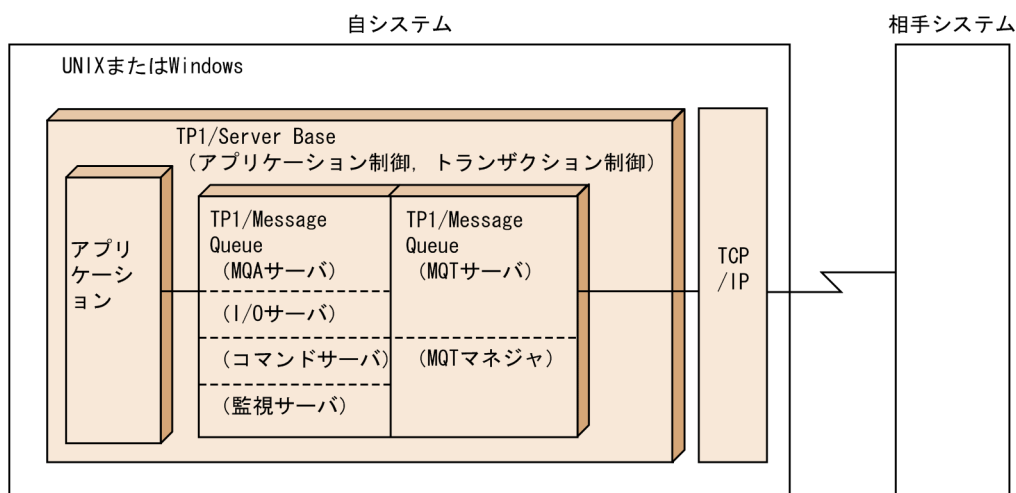 自システム
相手システム
UNIXまたはWindows
TP1/Server Base
（アプリケーション制御，トランザクション制御）
アプリ
ケーシ
ョン
TP1/Message
Queue
（MQAサーバ）
（I/Oサーバ）
（コマンドサーバ）
（監視サーバ）
TP1/Message
Queue
（MQTサーバ）
（MQTマネジャ）
TCP
/IP